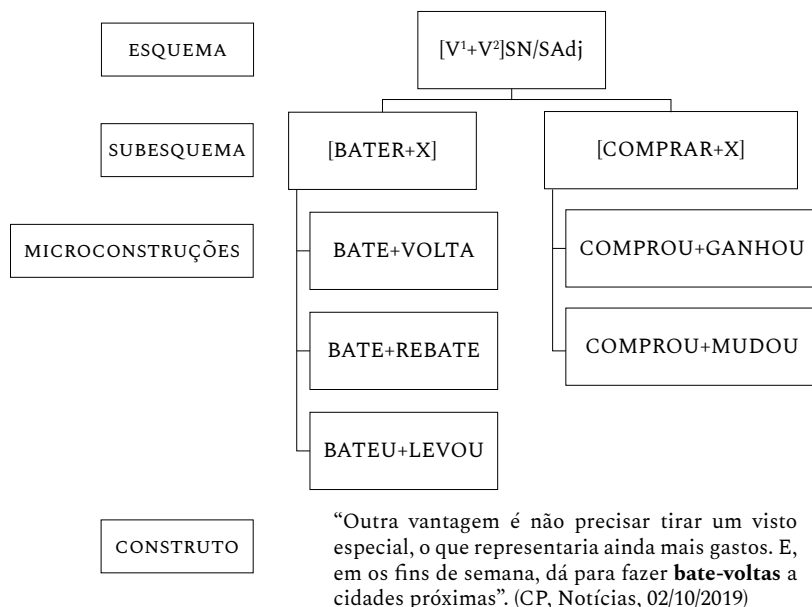 ESQUEMA
[V¹+V²]SN/SAdj
SUBESQUEMA
[BATER+X]
[COMPRAR+X]
MICROCONSTRUÇÕES
BATE+VOLTA
COMPROU+GANHOU
BATE+REBATE
COMPROU+MUDOU
BATEU+LEVOU
CONSTRUTO
“Outra vantagem é não precisar tirar um visto
especial, o que representaria ainda mais gastos. E,
em os fins de semana, dá para fazer bate-voltas a
cidades próximas”. (CP, Notícias, 02/10/2019)